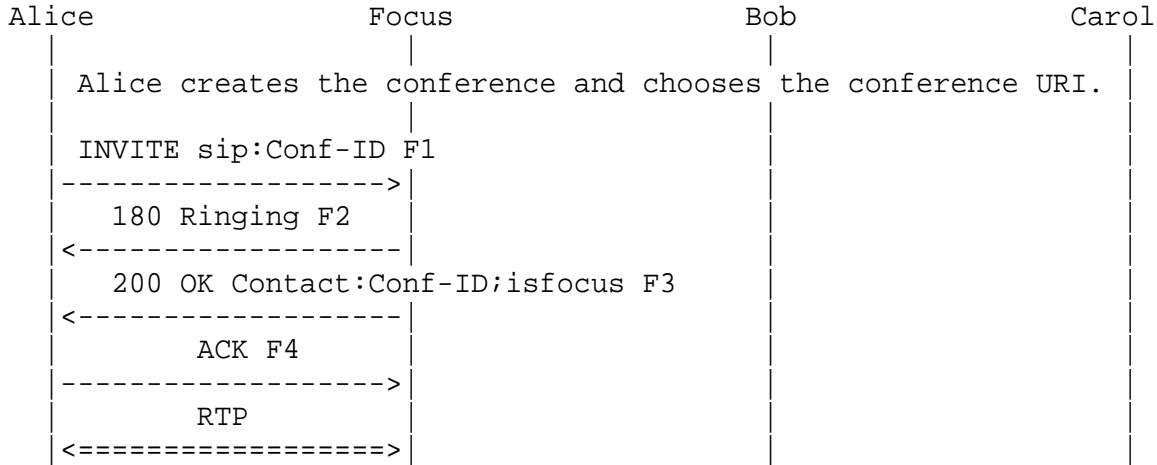 Alice Focus Bob Carol
Alice creates the conference and chooses the conference URI.
INVITE sip:Conf-ID F1
180 Ringing F2
200 OK Contact:Conf-ID;isfocus F3
ACK F4
RTP